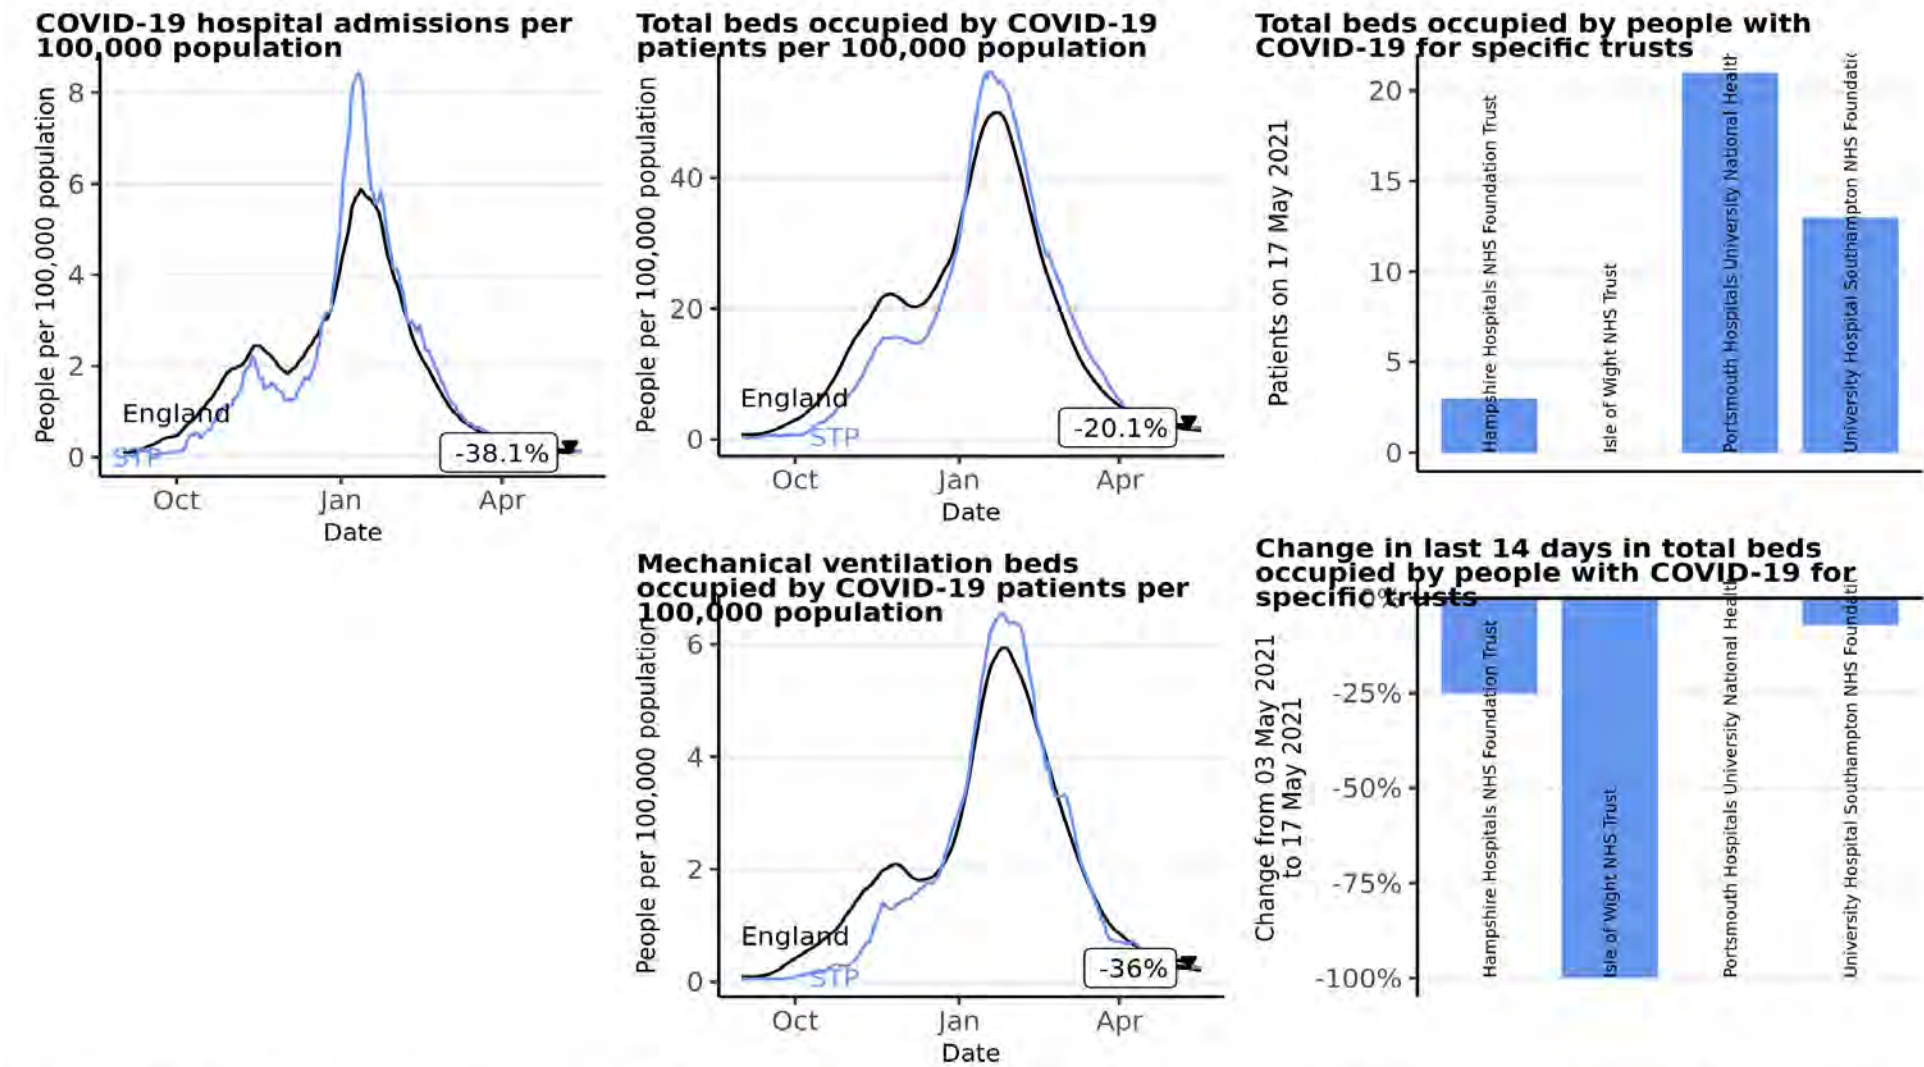 COVID-19 hospital admissions per
100,000 population
People per 100,000 population
8
6
4
2
0
England
STP
-38.1%
Oct
Jan
Apr
Date
Total beds occupied by COVID-19
patients per 100,000 population
People per 100,000 population
40
20
0
England
STP
-20.1%
Oct
Jan
Apr
Date
Total beds occupied by people with
COVID-19 for specific trusts
Patients on 17 May 2021
20
15
10
5
0
Hampshire Hospitals NHS Foundation Trust
Isle of Wight NHS Trust
Portsmouth Hospitals University National Health
University Hospital Southampton NHS Foundatic
Mechanical ventilation beds
occupied by COVID-19 patients per
100,000 population
People per 100,000 population
6
4
2
0
England
STP
-36%
Oct
Jan
Apr
Date
Change in last 14 days in total beds
occupied by people with COVID-19 for
specific trusts
Change from 03 May 2021
to 17 May 2021
0%
-25%
-50%
-75%
-100%
Hampshire Hospitals NHS Foundation Trust
Isle of Wight NHS Trust
Portsmouth Hospitals University National Health
University Hospital Southampton NHS Foundatic